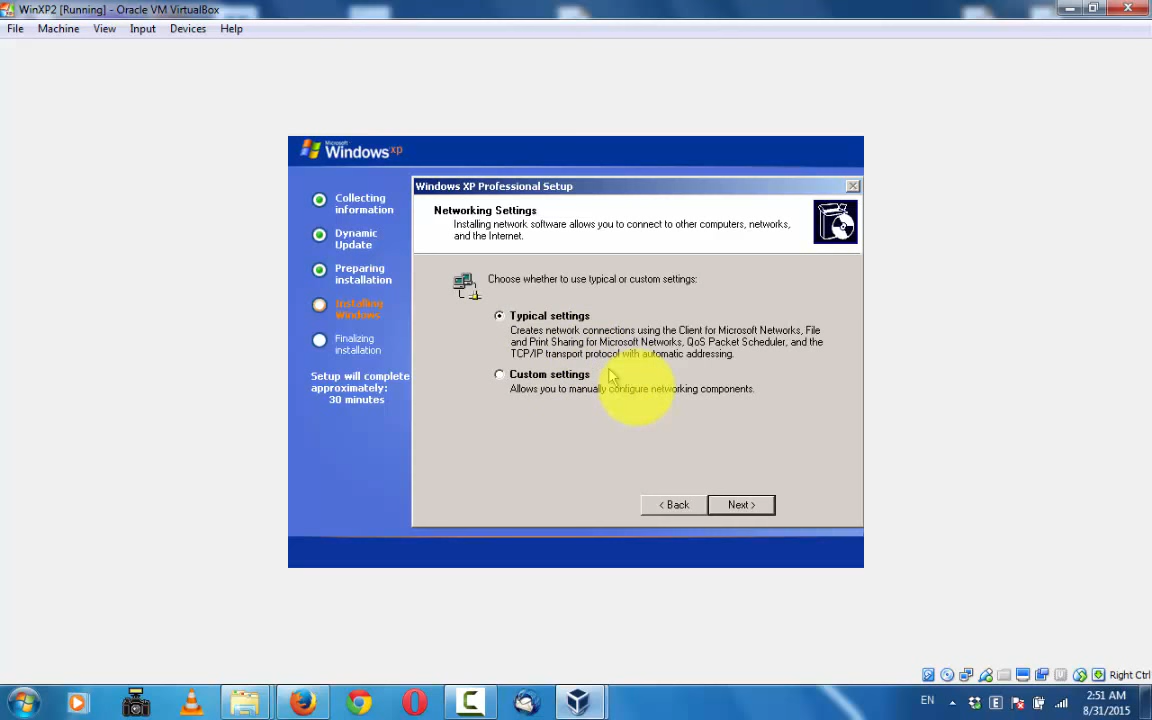 WinXP2 [Running] - Oracle VM VirtualBox
File Machine View Input Devices Help
Microsoft
Windows xp
Windows XP Professional Setup
Networking Settings
Installing network software allows you to connect to other computers, networks,
and the Internet.
Collecting
information
Dynamic
Update
Preparing
installation
Installing
Windows
Finalizing
installation
Setup will complete
approximately:
30 minutes
Choose whether to use typical or custom settings:
Typical settings
Creates network connections using the Client for Microsoft Networks, File
and Print Sharing for Microsoft Networks, QoS Packet Scheduler, and the
TCP/IP transport protocol with automatic addressing.
Custom settings
Allows you to manually configure networking components.
< Back Next >
Right Ctrl
EN
2:51 AM
8/31/2015